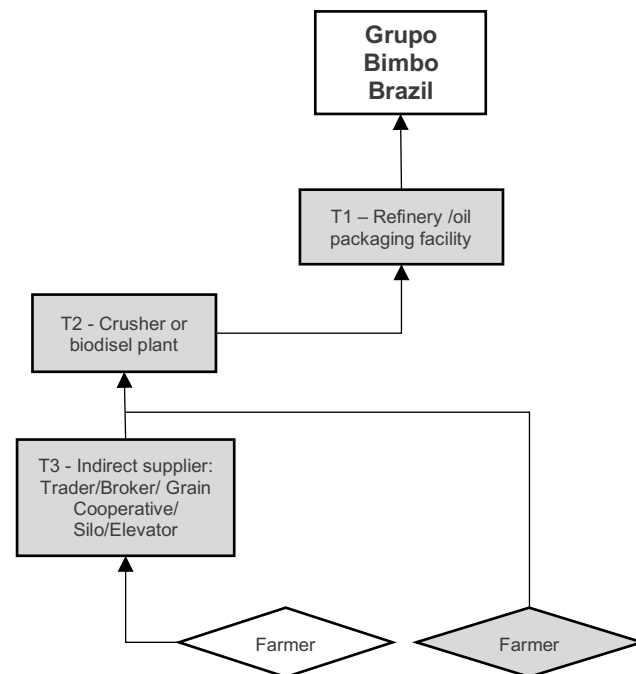 Grupo
Bimbo
Brazil
T1 – Refinery /oil
packaging facility
T2 - Crusher or
biodisel plant
T3 - Indirect supplier:
Trader/Broker/ Grain
Cooperative/
Silo/Elevator
Farmer
Farmer